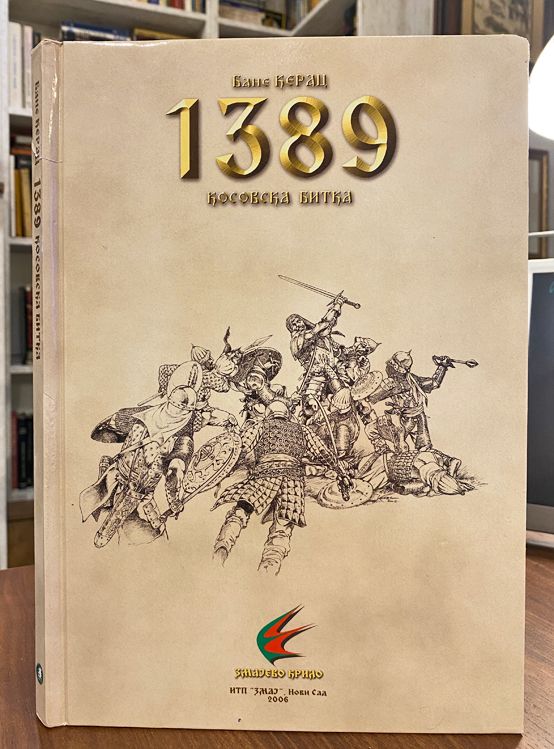 Бане Керац
1389
косовска битка
Бане Керац 1389 косовска битка
Змајево крило
ИТП "ЗМАЈ", Нови Сад
2006